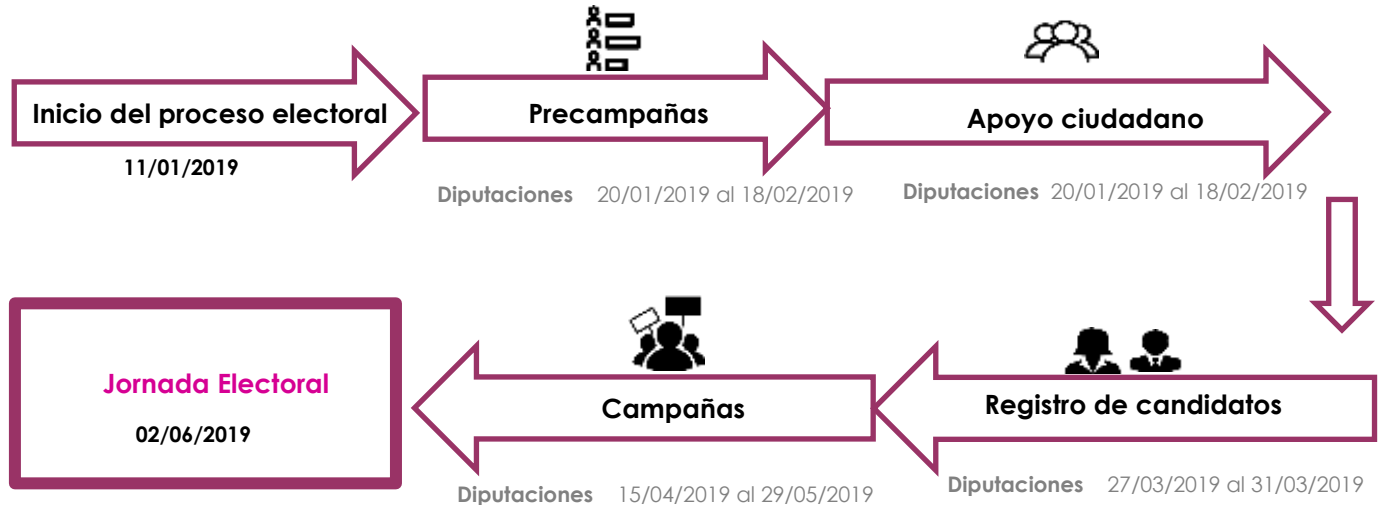 Inicio del proceso electoral
11/01/2019
Precampañas
Diputaciones 20/01/2019 al 18/02/2019
Apoyo ciudadano
Diputaciones 20/01/2019 al 18/02/2019
Registro de candidatos
Diputaciones 27/03/2019 al 31/03/2019
Campañas
Diputaciones 15/04/2019 al 29/05/2019
Jornada Electoral
02/06/2019